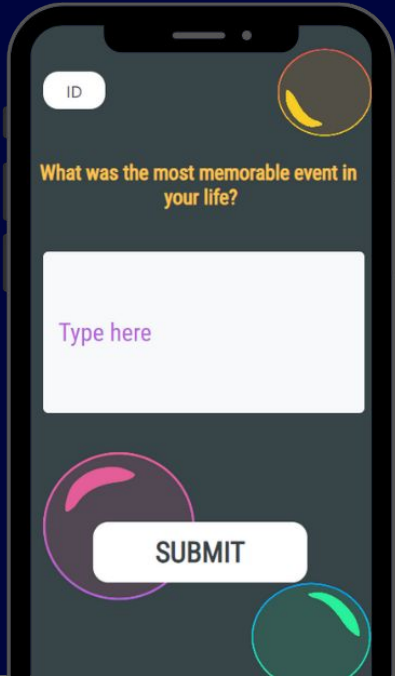 ID
What was the most memorable event in
your life?
Type here
SUBMIT